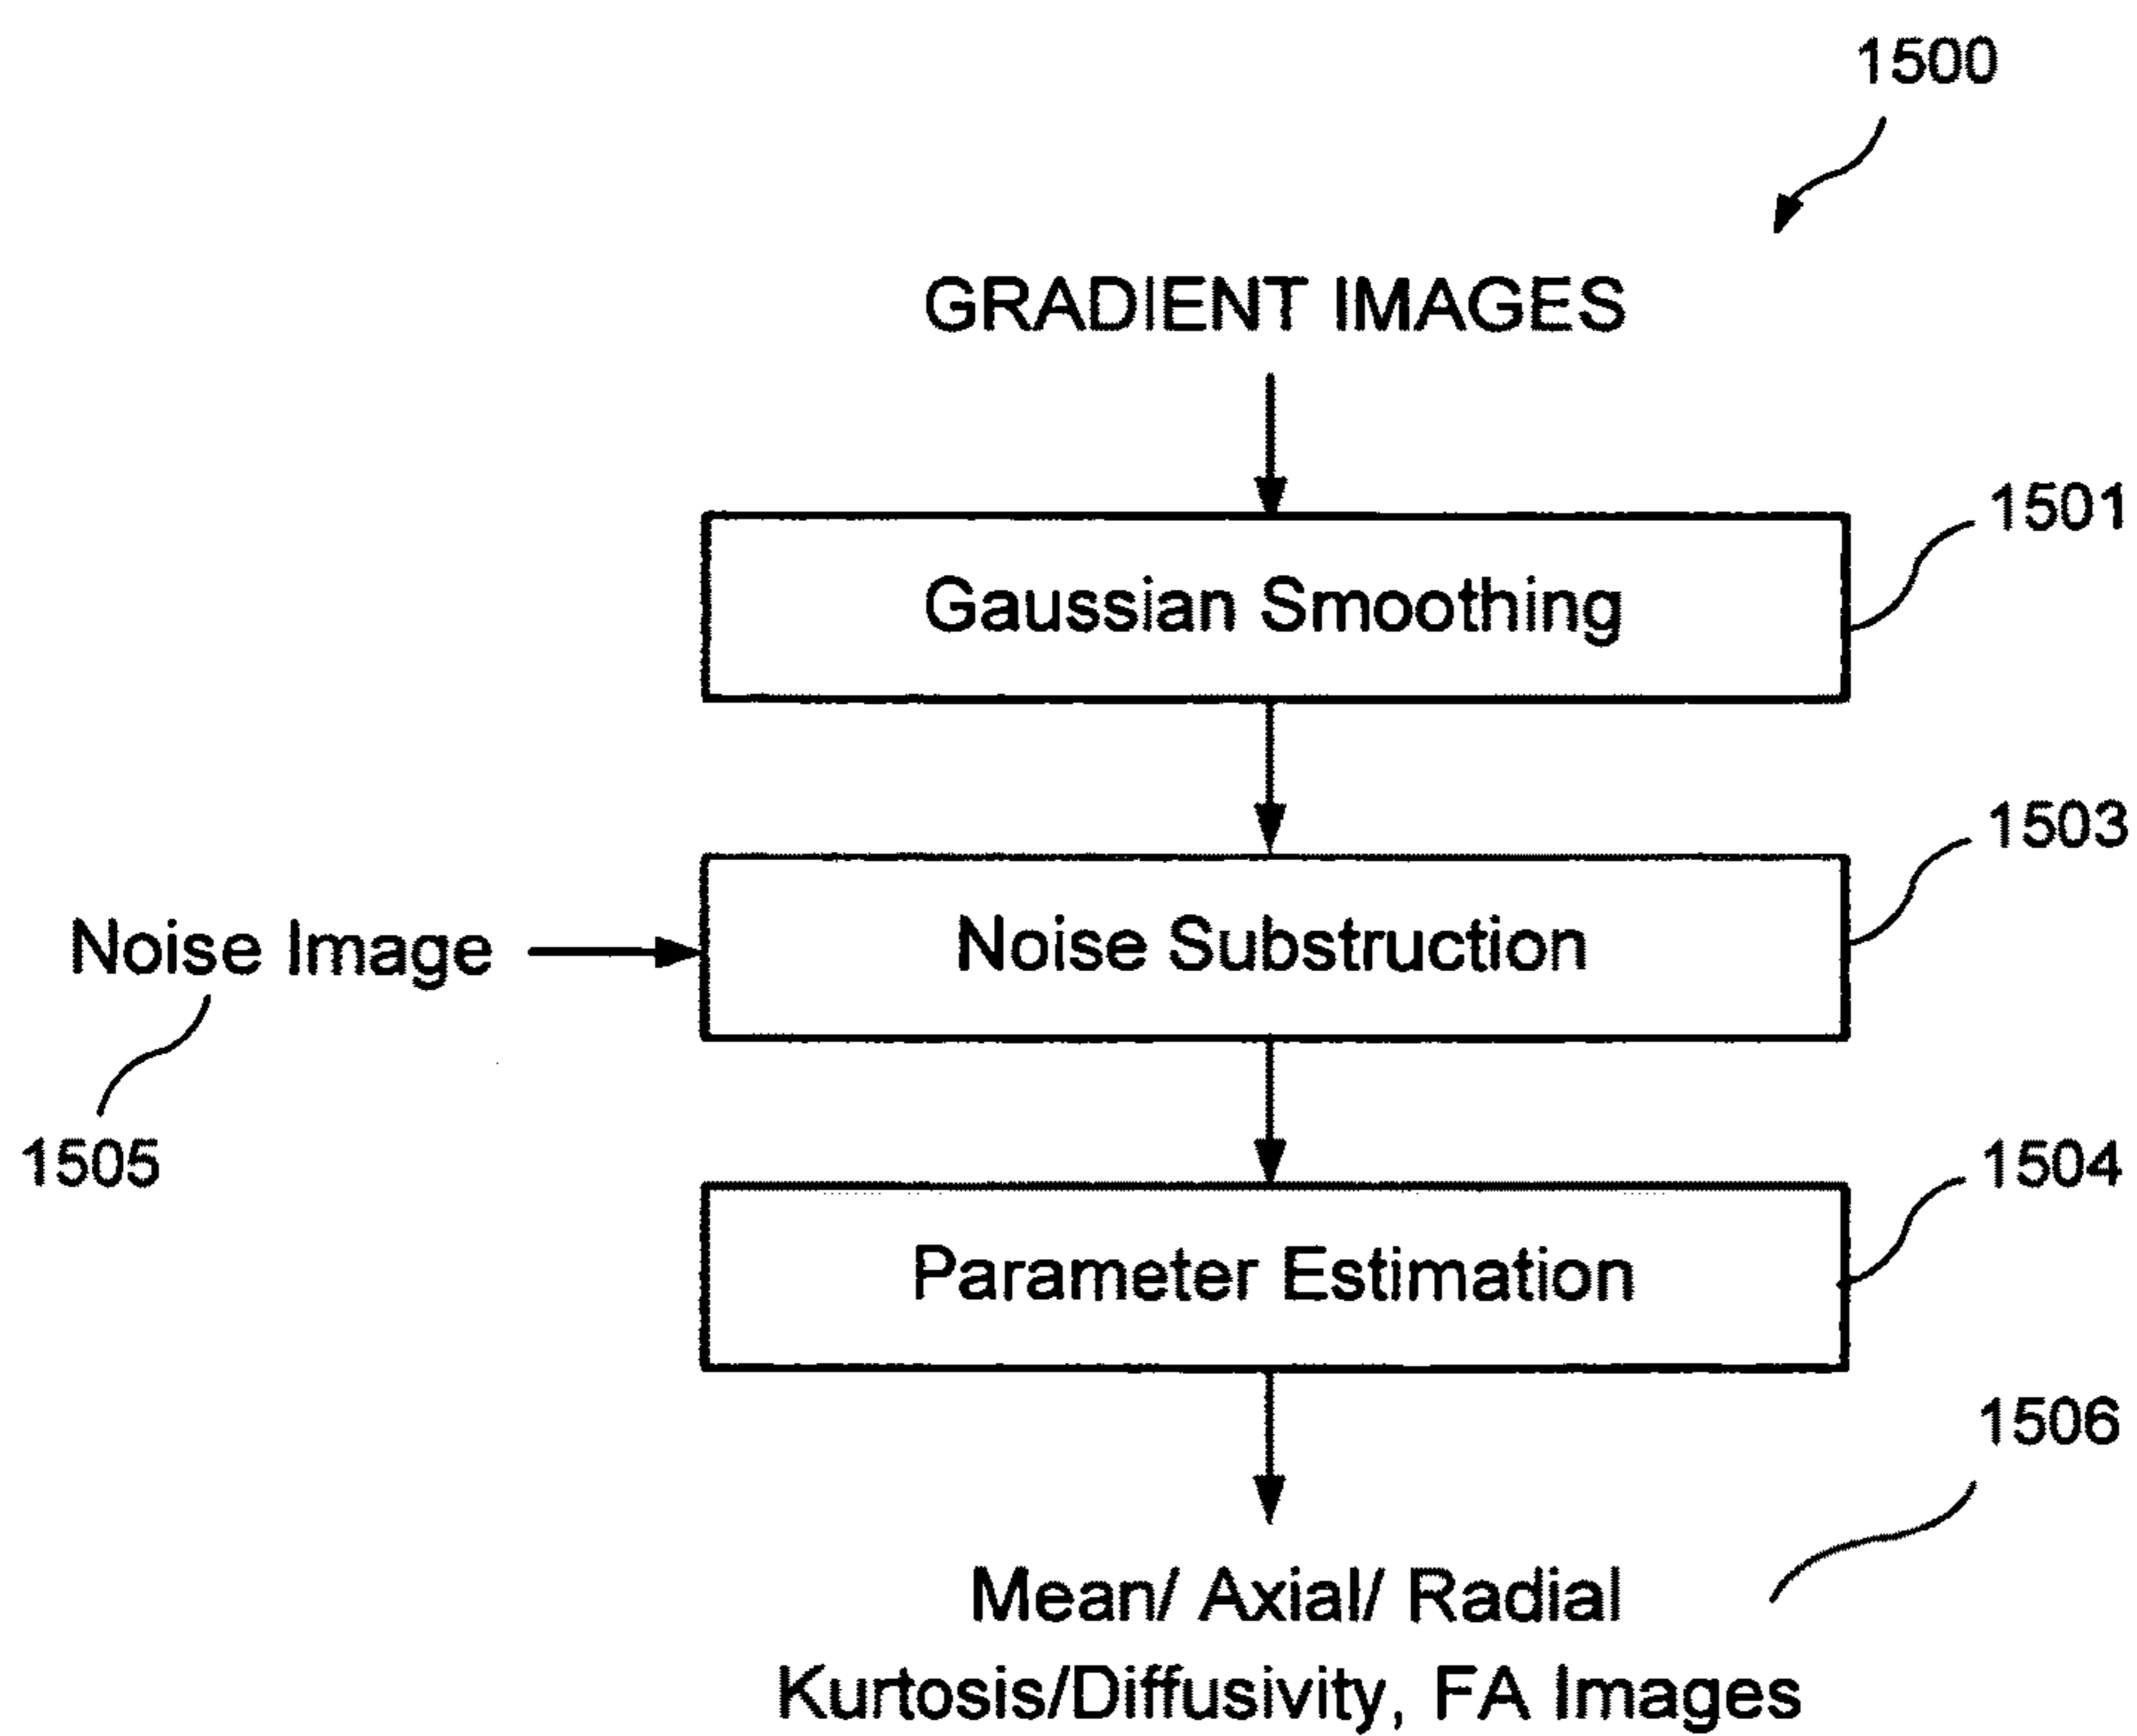 1500
GRADIENT IMAGES
1501
Gaussian Smoothing
1503
Noise Image
Noise Substruction
1505
1504
Parameter Estimation
1506
Mean/ Axial/ Radial
Kurtosis/Diffusivity, FA Images